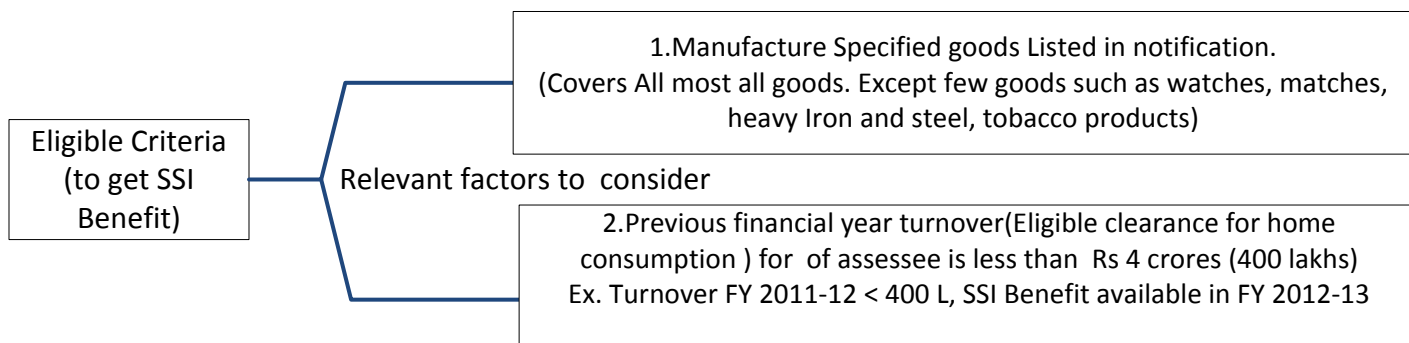 Eligible Criteria
(to get SSI
Benefit)
Relevant factors to consider
1.Manufacture Specified goods Listed in notification.
(Covers All most all goods. Except few goods such as watches, matches,
heavy Iron and steel, tobacco products)
2.Previous financial year turnover(Eligible clearance for home
consumption ) for of assessee is less than Rs 4 crores (400 lakhs)
Ex. Turnover FY 2011-12 < 400 L, SSI Benefit available in FY 2012-13